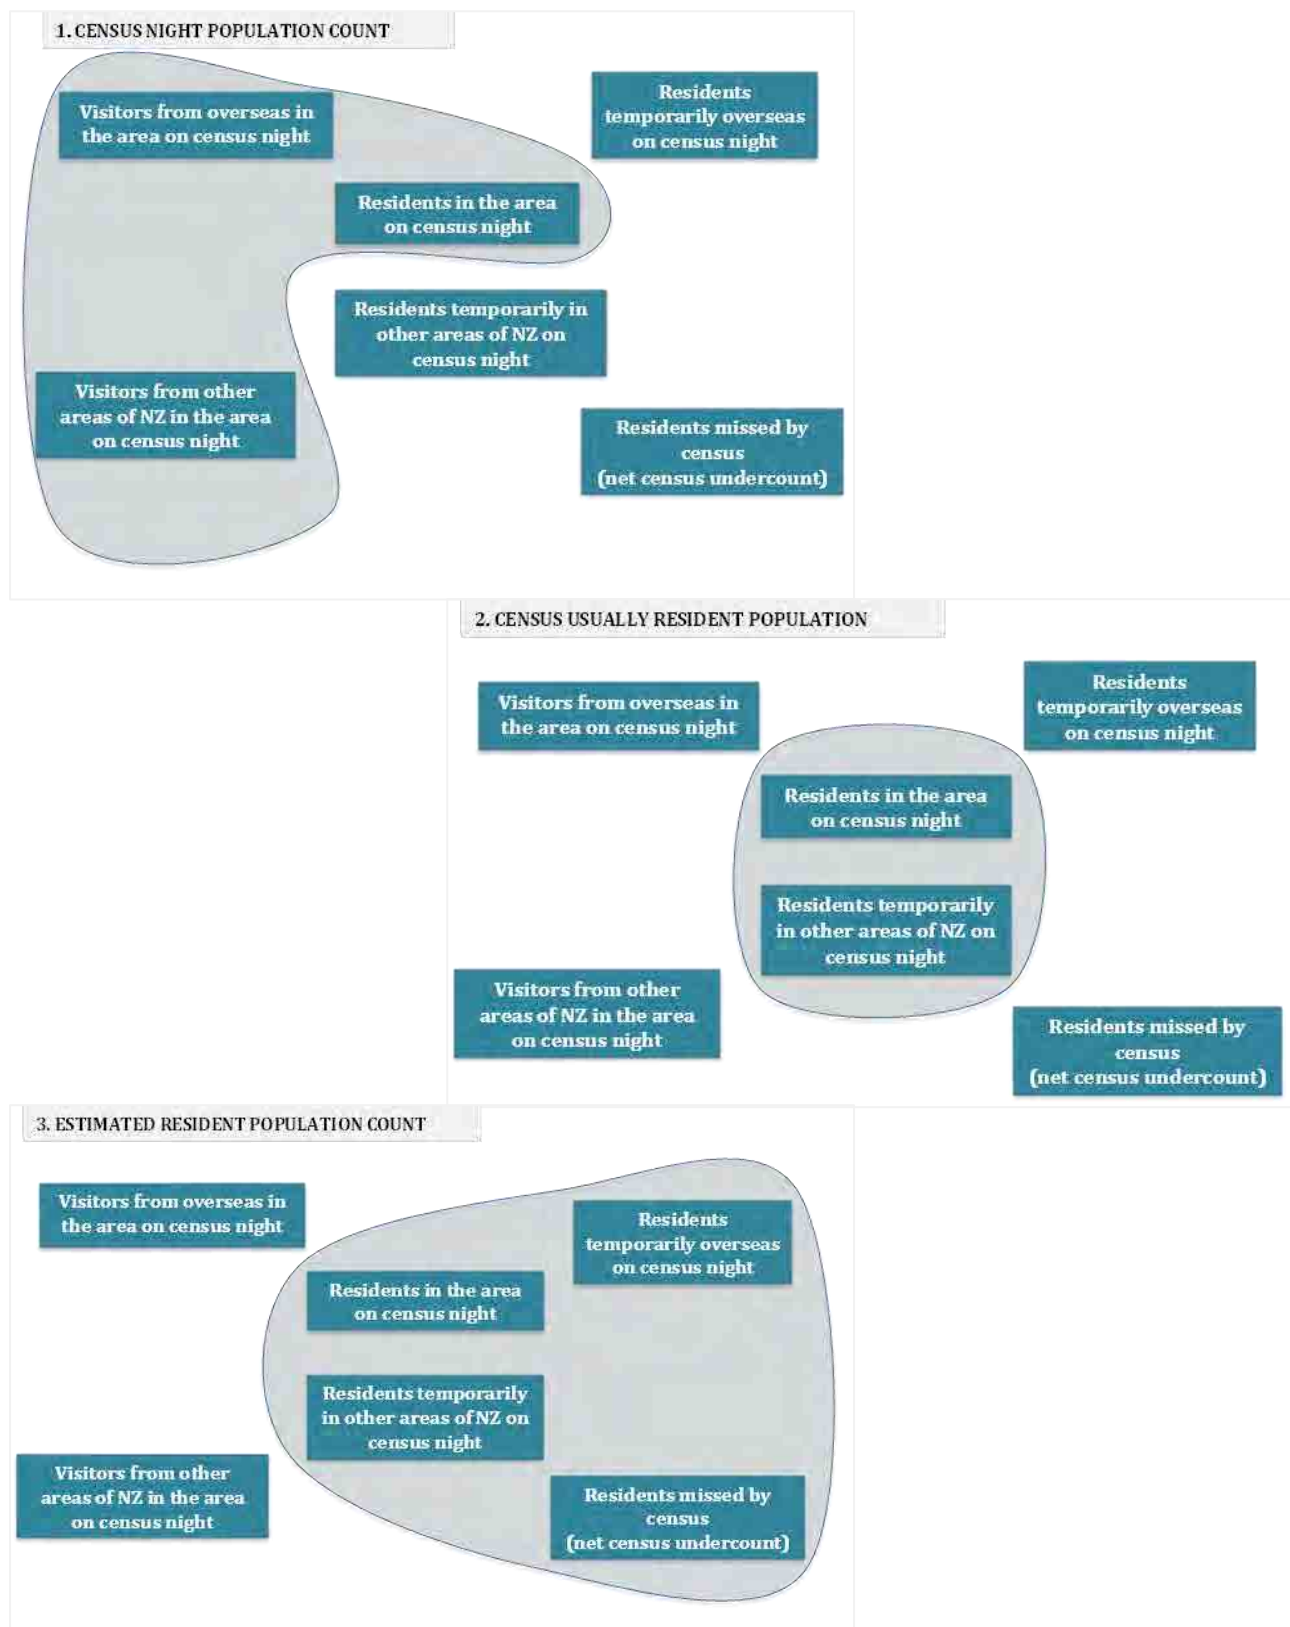 1. CENSUS NIGHT POPULATION COUNT
Visitors from overseas in
the area on census night
Residents
temporarily overseas
on census night
Residents in the area
on census night
Residents temporarily in
other areas of NZ on
census night
Visitors from other
areas of NZ in the area
on census night
Residents missed by
census
(net census undercount)
2. CENSUS USUALLY RESIDENT POPULATION
Visitors from overseas in
the area on census night
Residents
temporarily overseas
on census night
Residents in the area
on census night
Residents temporarily
in other areas of NZ on
census night
Visitors from other
areas of NZ in the area
on census night
Residents missed by
census
(net census undercount)
3. ESTIMATED RESIDENT POPULATION COUNT
Visitors from overseas in
the area on census night
Residents
temporarily overseas
on census night
Residents in the area
on census night
Residents temporarily
in other areas of NZ on
census night
Visitors from other
areas of NZ in the area
on census night
Residents missed by
census
(net census undercount)